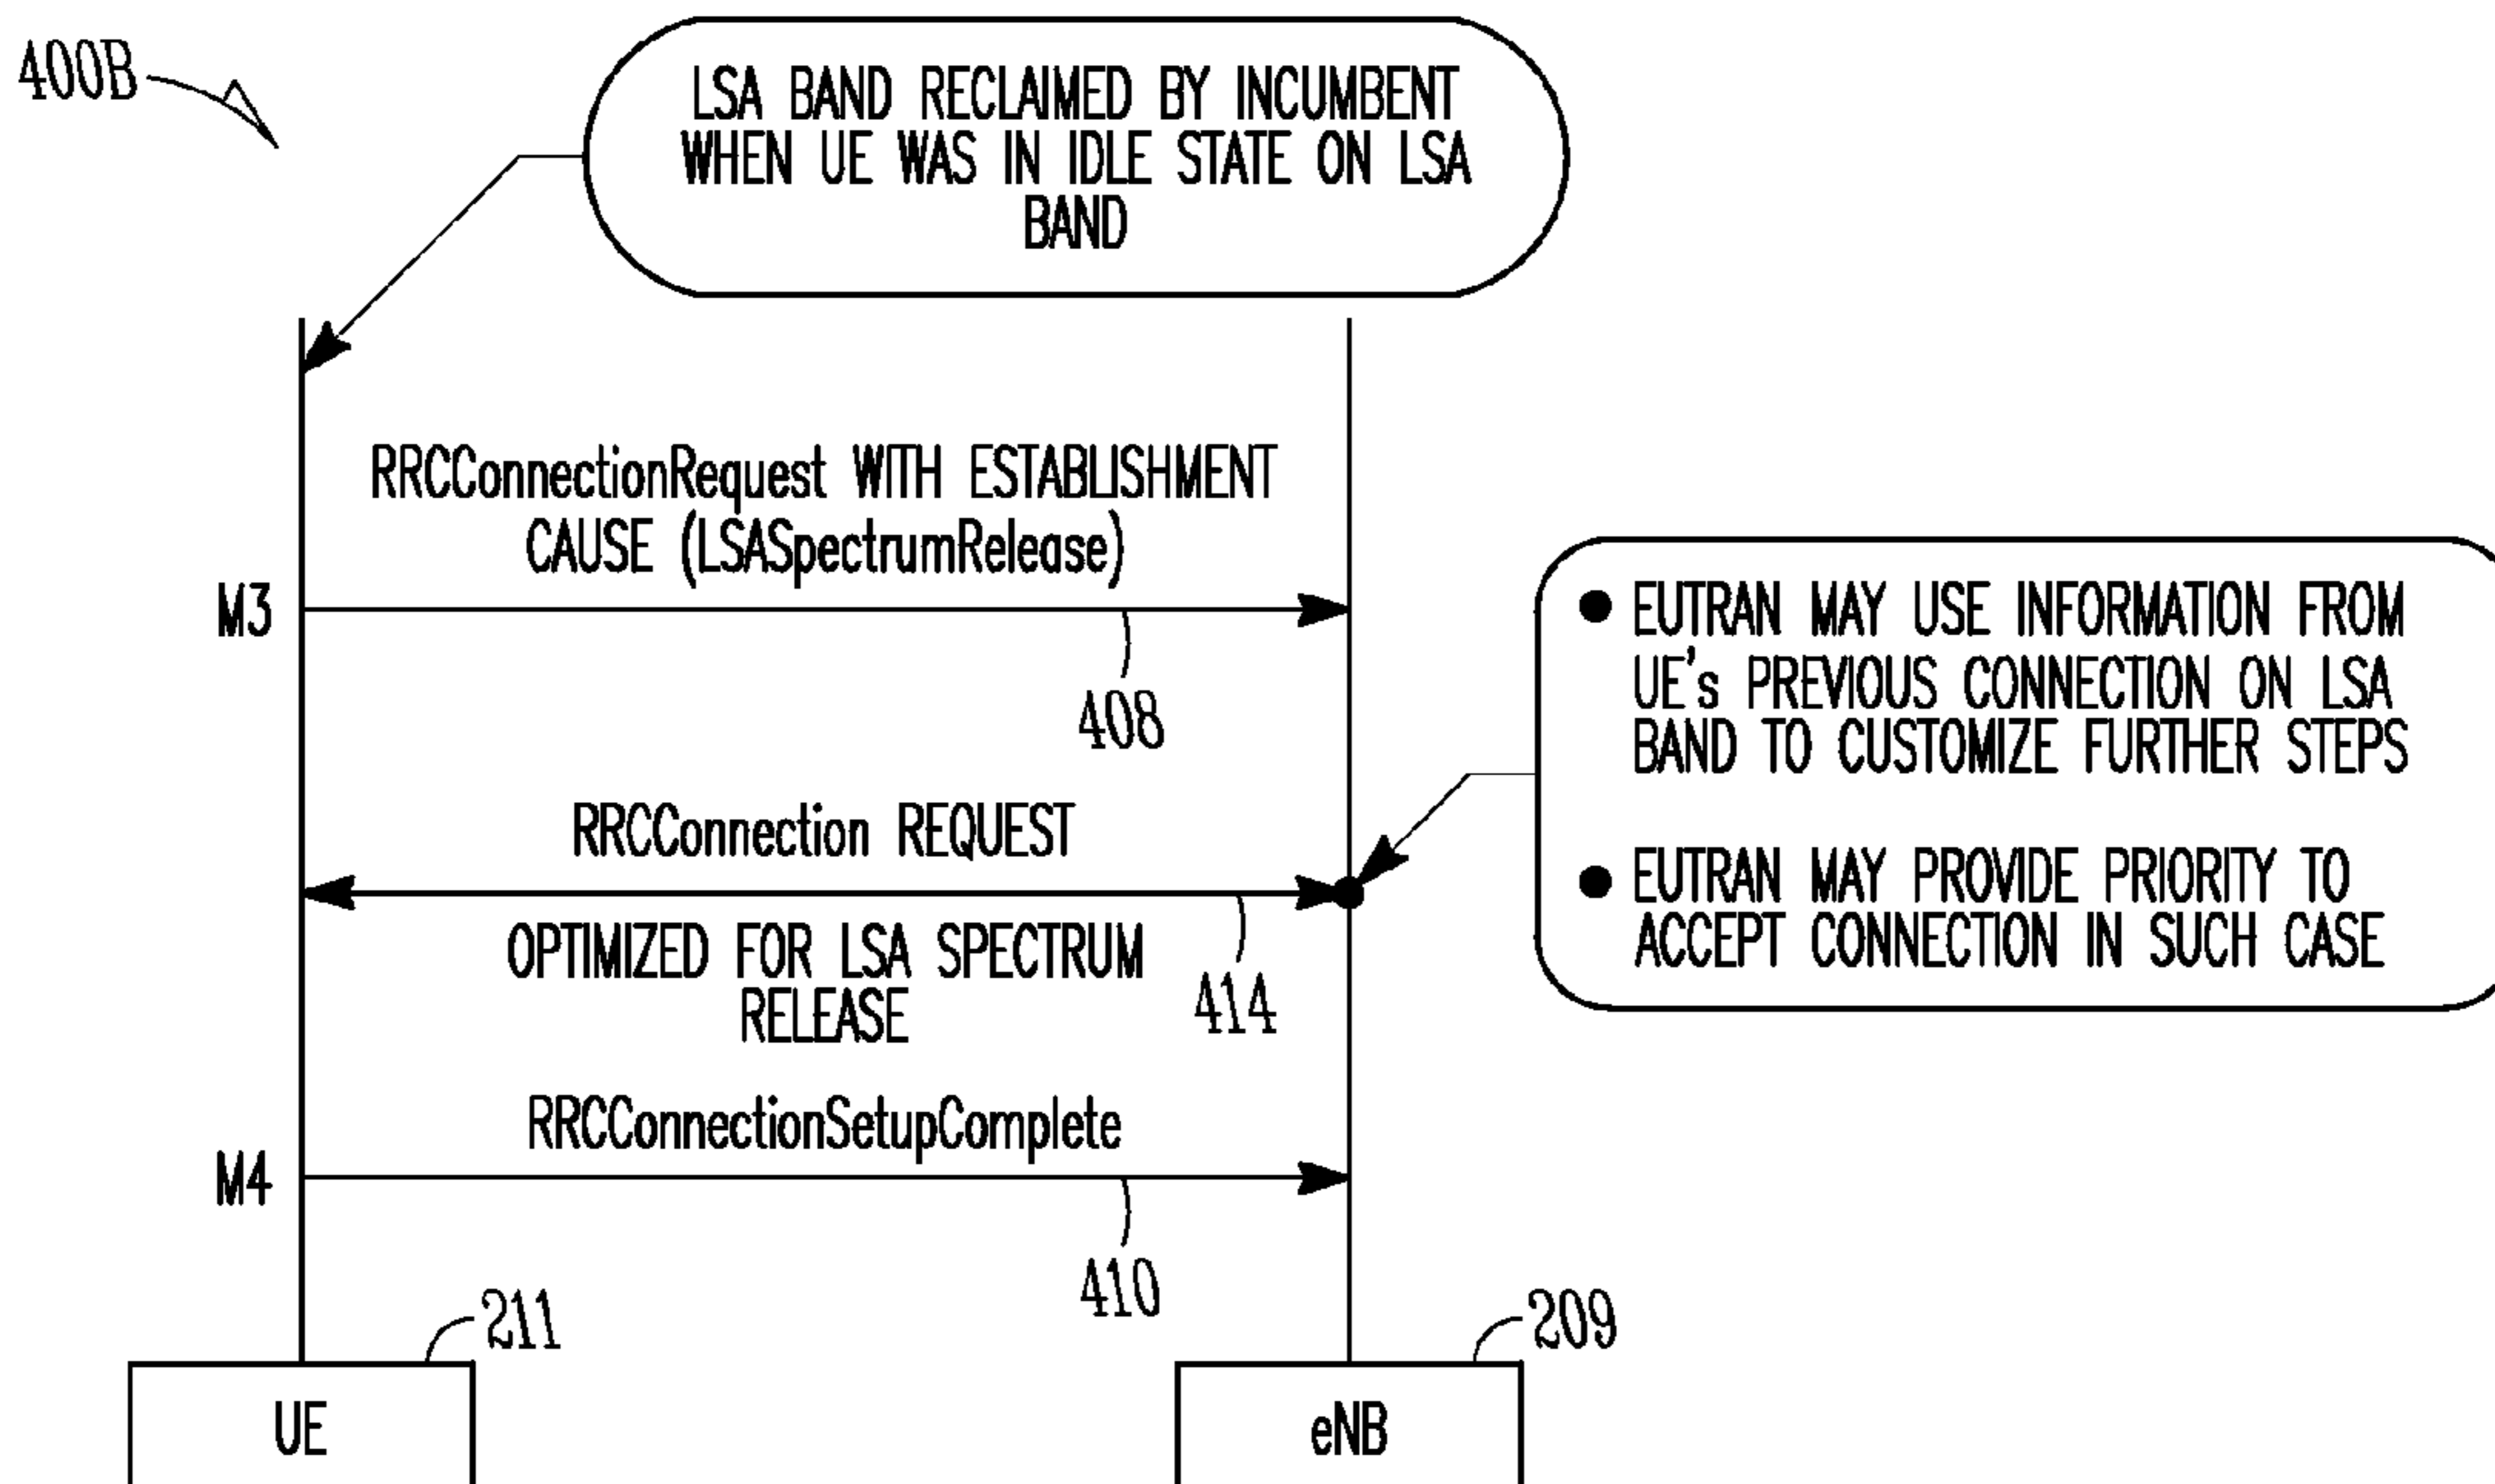 400B
LSA BAND RECLAIMED BY INCUMBENT
WHEN UE WAS IN IDLE STATE ON LSA
BAND
RRCConnectionRequest WITH ESTABLISHMENT
CAUSE (LSASpectrumRelease)
M3
408
● EUTRAN MAY USE INFORMATION FROM
UE's PREVIOUS CONNECTION ON LSA
BAND TO CUSTOMIZE FURTHER STEPS
● EUTRAN MAY PROVIDE PRIORITY TO
ACCEPT CONNECTION IN SUCH CASE
RRCConnection REQUEST
OPTIMIZED FOR LSA SPECTRUM
RELEASE
414
RRCConnectionSetupComplete
M4
410
211
209
UE
eNB